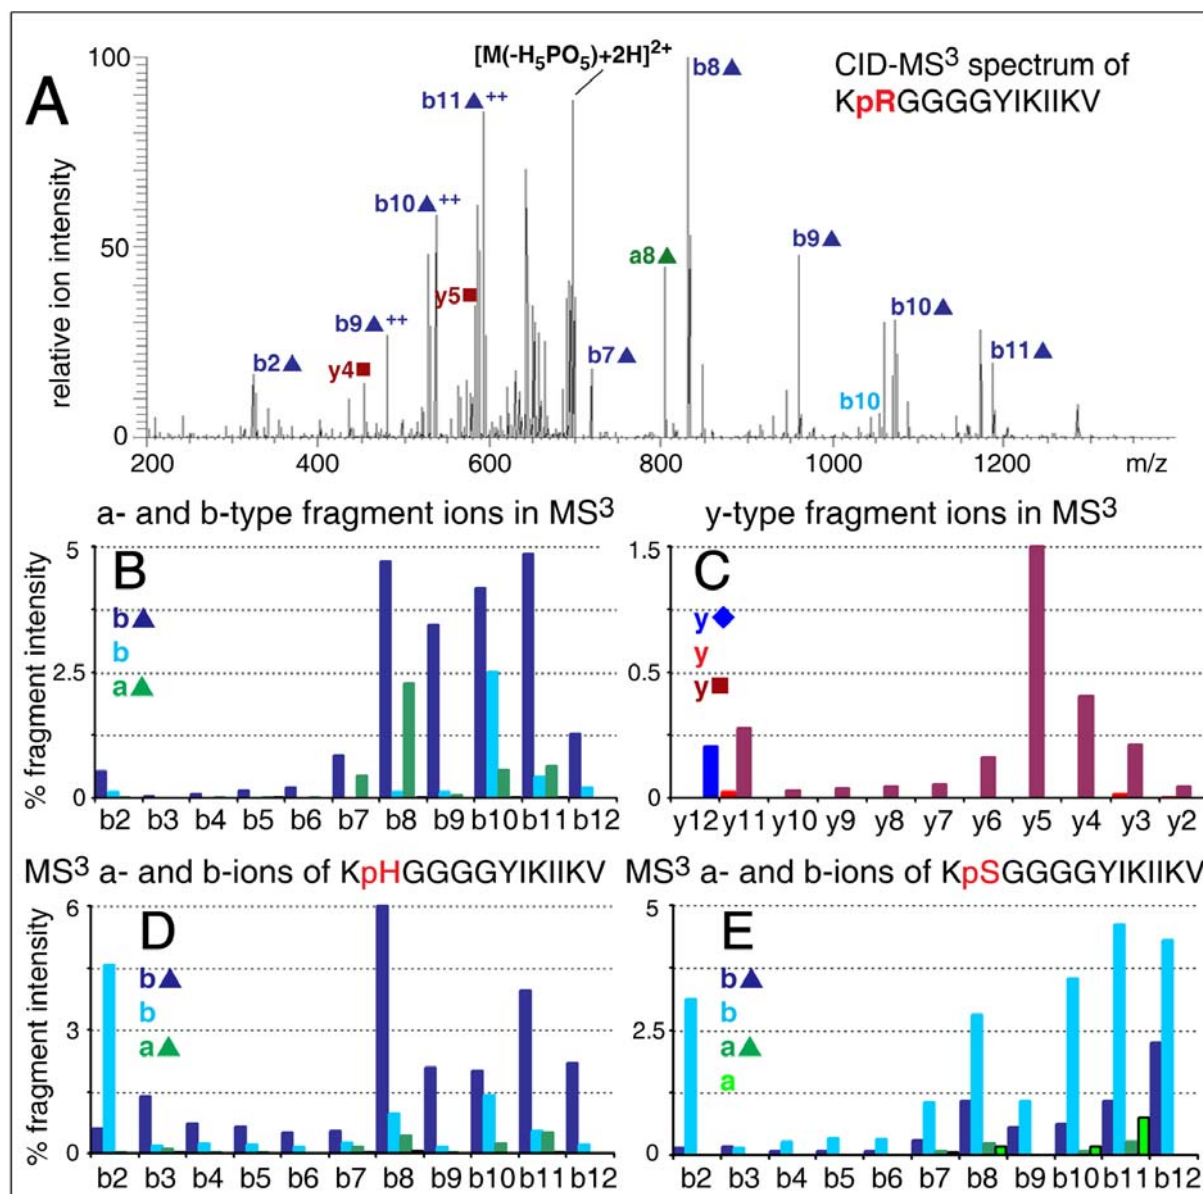 A
CID-MS3 spectrum of
KpRGGGGYIKIIKV
[M(-H5PO5)+2H]2+
relative ion intensity
100
50
0
b8▲
b11▲++
b10▲++
a8▲
b9▲
y5■
b9▲++
b10▲
b2▲
y4■
b7▲
b11▲
b10
200 400 600 800 1000 1200 m/z
a- and b-type fragment ions in MS3
B
% fragment intensity
5
2.5
0
b▲
b
a▲
b2 b3 b4 b5 b6 b7 b8 b9 b10 b11 b12
y-type fragment ions in MS3
C
1.5
0.5
0
y◆
y
y■
y12 y11 y10 y9 y8 y7 y6 y5 y4 y3 y2
MS3 a- and b-ions of KpHGGGGYIKIIKV
D
% fragment intensity
6
3
0
b▲
b
a▲
b2 b3 b4 b5 b6 b7 b8 b9 b10 b11 b12
MS3 a- and b-ions of KpSGGGGYIKIIKV
E
5
2.5
0
b▲
b
a▲
a
b2 b3 b4 b5 b6 b7 b8 b9 b10 b11 b12